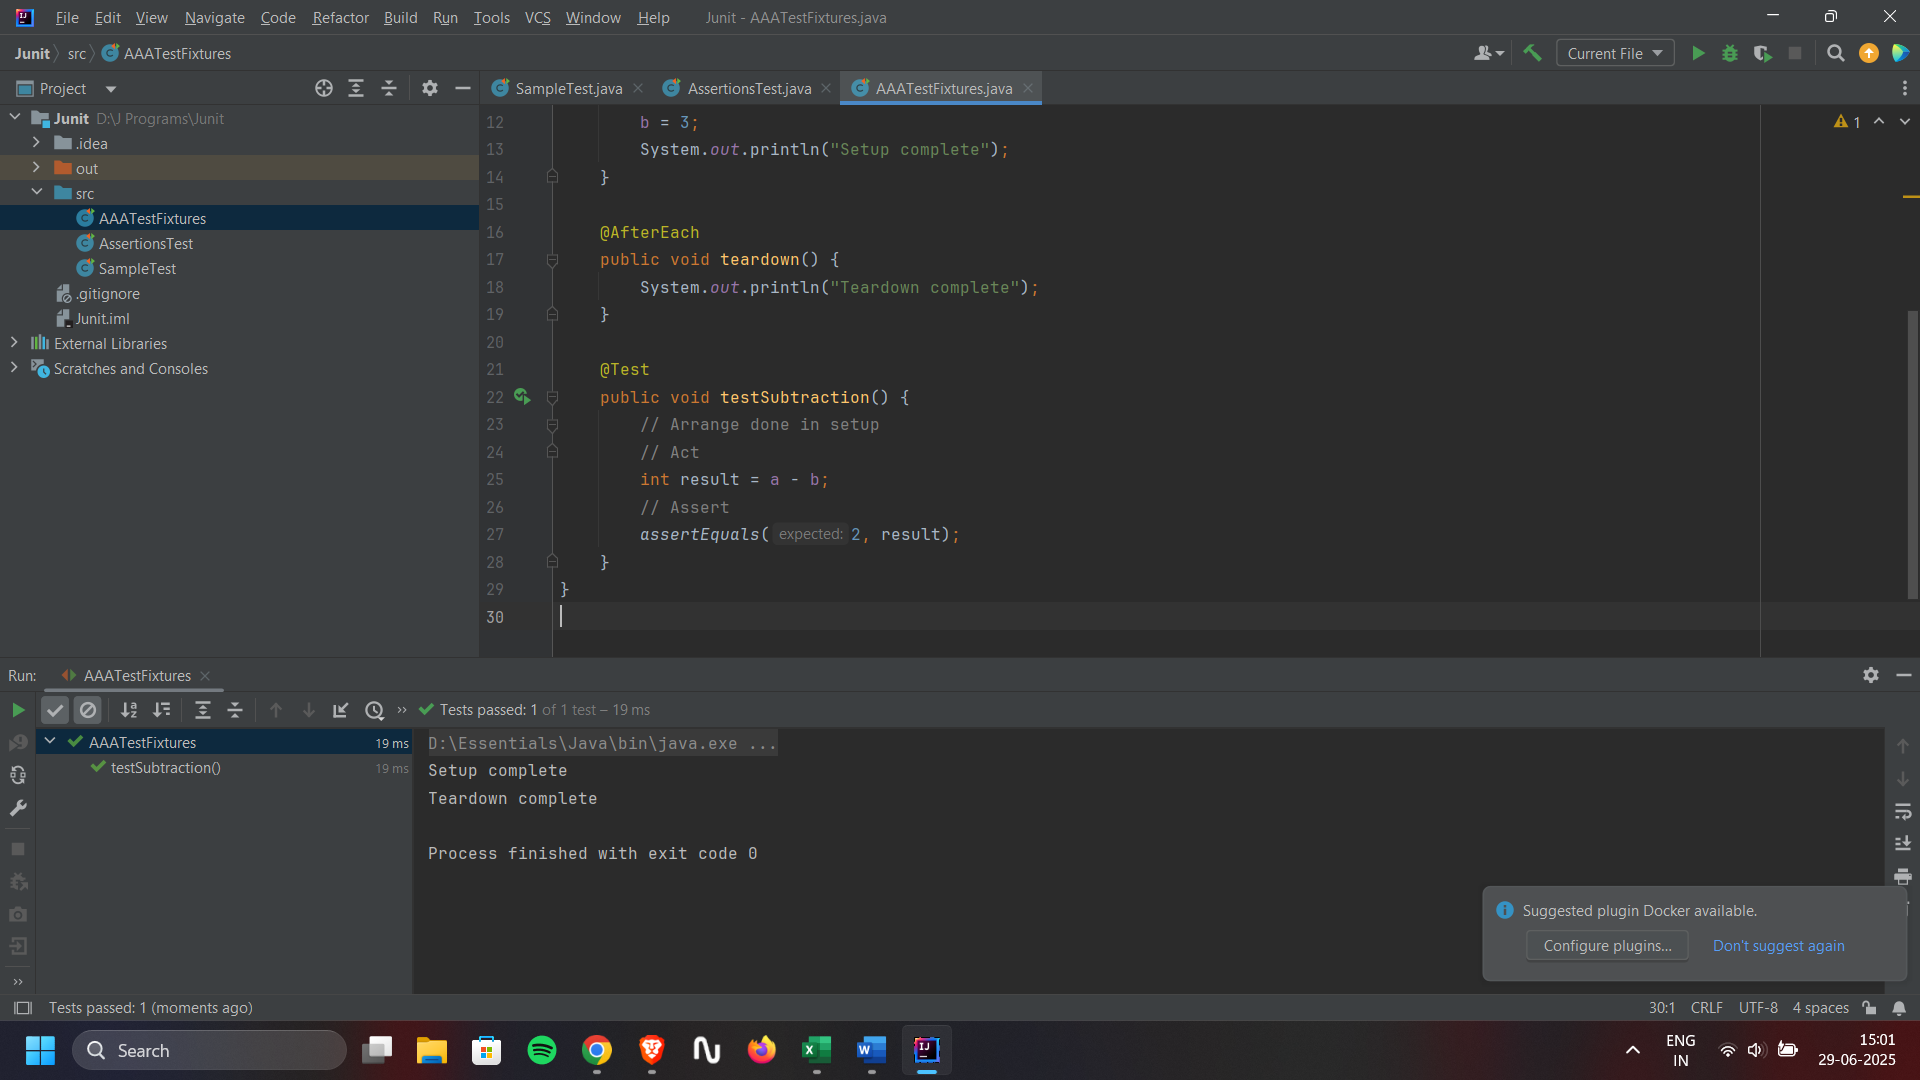 File Edit View Navigate Code Refactor Build Run Tools VCS Window Help Junit - AAATestFixtures.java
Junit src AAATestFixtures
Current File
Project
SampleTest.java AssertionsTest.java AAATestFixtures.java
Junit D:\J Programs\Junit
.idea
out
src
AAATestFixtures
AssertionsTest
SampleTest
.gitignore
Junit.iml
External Libraries
Scratches and Consoles
12 b = 3;
13 System.out.println("Setup complete");
14 }
15
16 @AfterEach
17 public void teardown() {
18 System.out.println("Teardown complete");
19 }
20
21 @Test
22 public void testSubtraction() {
23 // Arrange done in setup
24 // Act
25 int result = a - b;
26 // Assert
27 assertEquals( expected: 2, result);
28 }
29 }
30
1
Run: AAATestFixtures
Tests passed: 1 of 1 test – 19 ms
AAATestFixtures 19 ms
testSubtraction() 19 ms
D:\Essentials\Java\bin\java.exe ...
Setup complete
Teardown complete
Process finished with exit code 0
Suggested plugin Docker available.
Configure plugins... Don't suggest again
Tests passed: 1 (moments ago)
30:1 CRLF UTF-8 4 spaces
Search
ENG
IN
15:01
29-06-2025